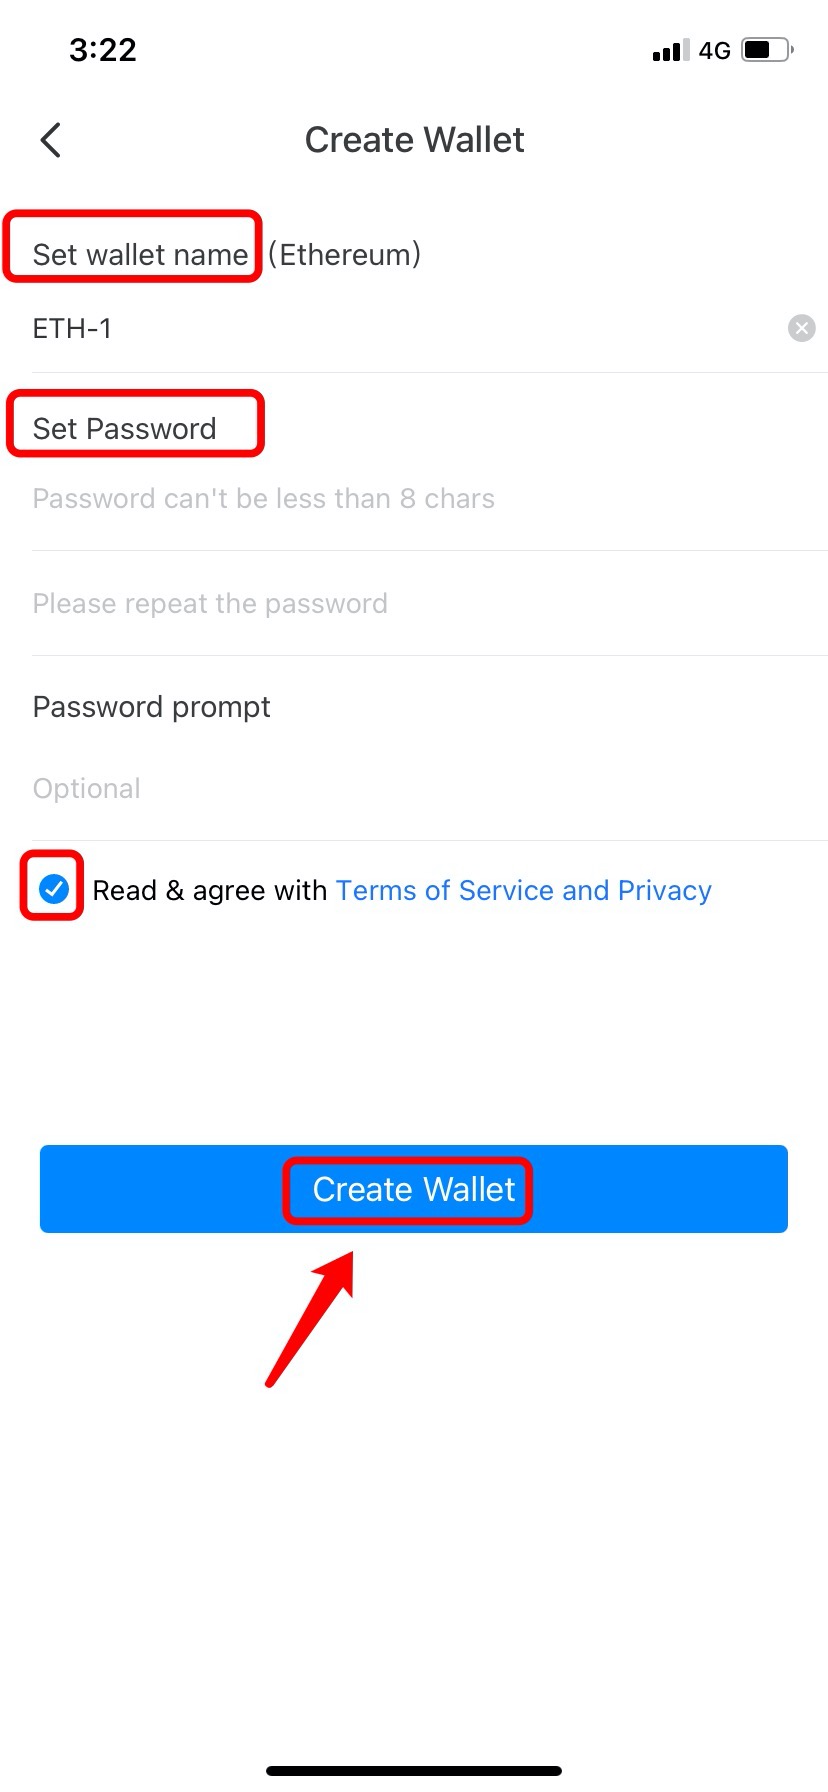 3:22
4G
Create Wallet
Set wallet name (Ethereum)
ETH-1
Set Password
Password can't be less than 8 chars
Please repeat the password
Password prompt
Optional
Read & agree with Terms of Service and Privacy
Create Wallet